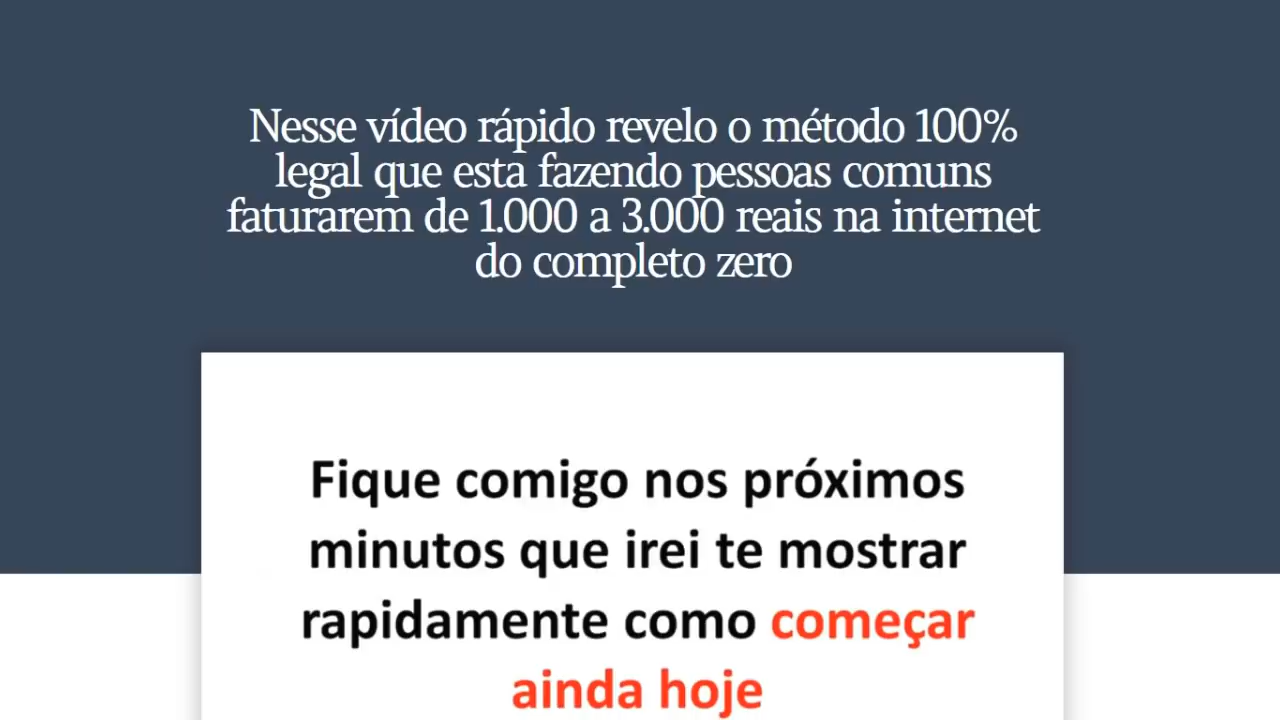 Nesse vídeo rápido revelo o método 100%
legal que esta fazendo pessoas comuns
faturarem de 1.000 a 3.000 reais na internet
do completo zero
Fique comigo nos próximos
minutos que irei te mostrar
rapidamente como começar
ainda hoje